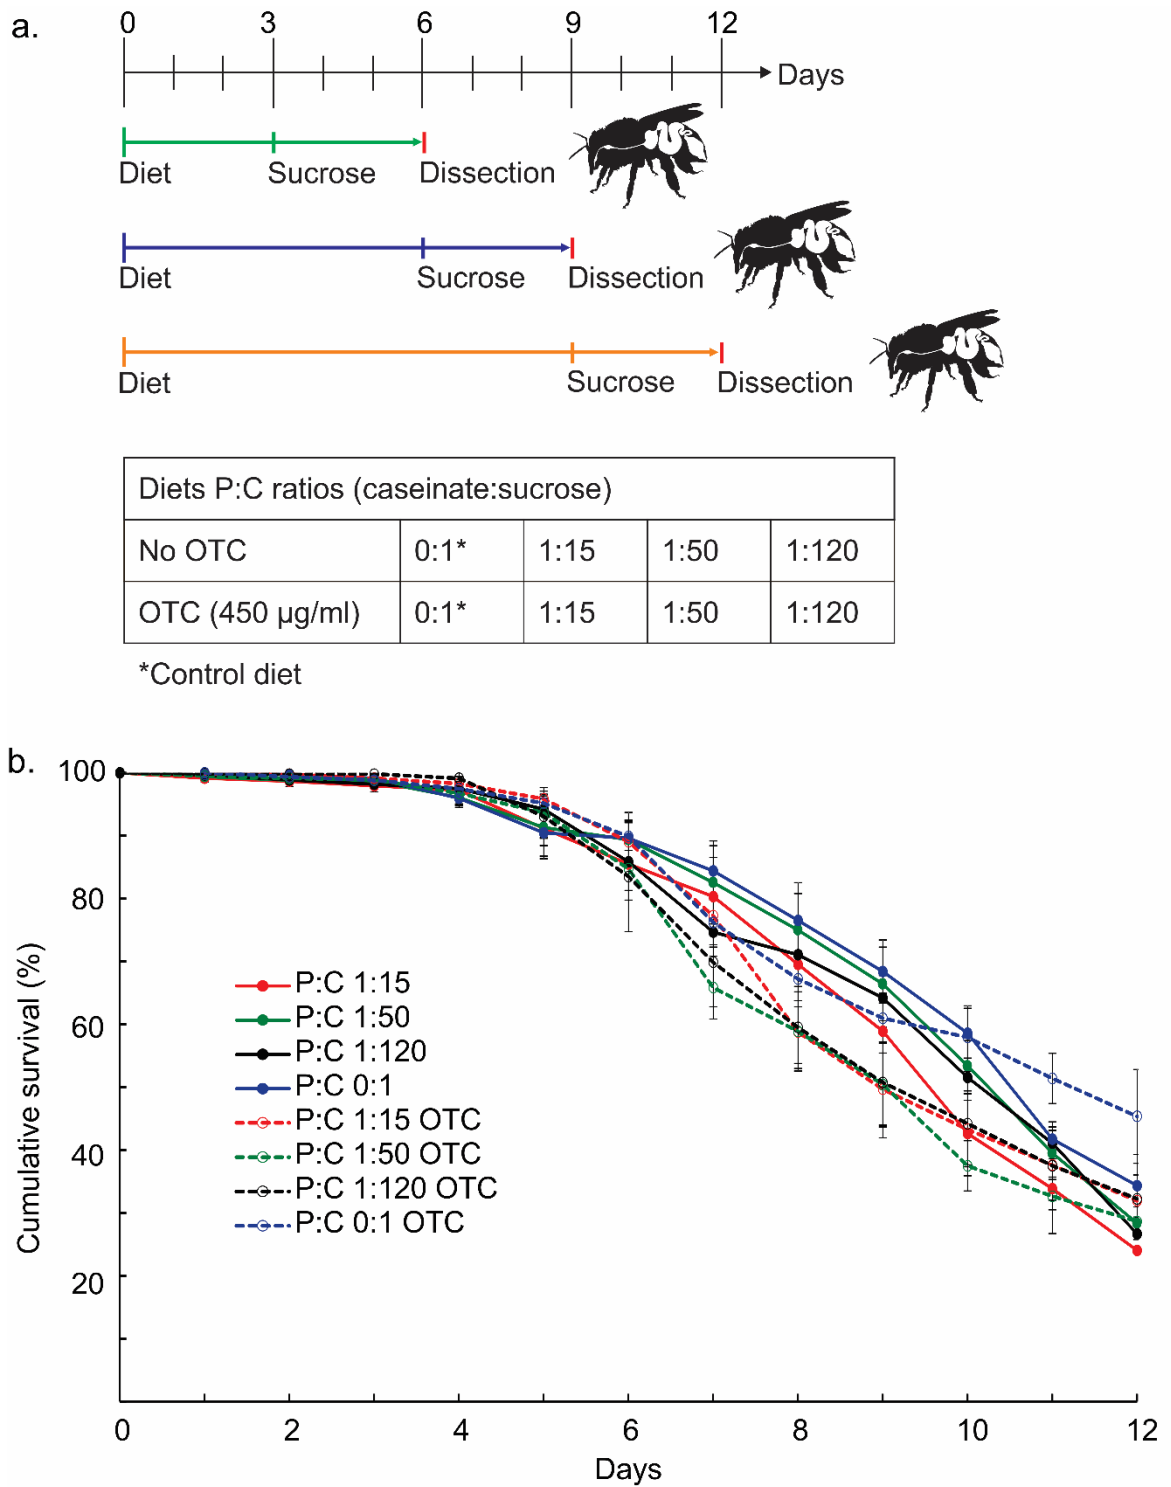 a.
0 3 6 9 12
Days
Diet Sucrose Dissection
Diet Sucrose Dissection
Diet Sucrose Dissection
Diets P:C ratios (caseinate:sucrose)
No OTC 0:1* 1:15 1:50 1:120
OTC (450 µg/ml) 0:1* 1:15 1:50 1:120
*Control diet
b.
100
80
60
40
20
Cumulative survival (%)
P:C 1:15
P:C 1:50
P:C 1:120
P:C 0:1
P:C 1:15 OTC
P:C 1:50 OTC
P:C 1:120 OTC
P:C 0:1 OTC
0 2 4 6 8 10 12
Days